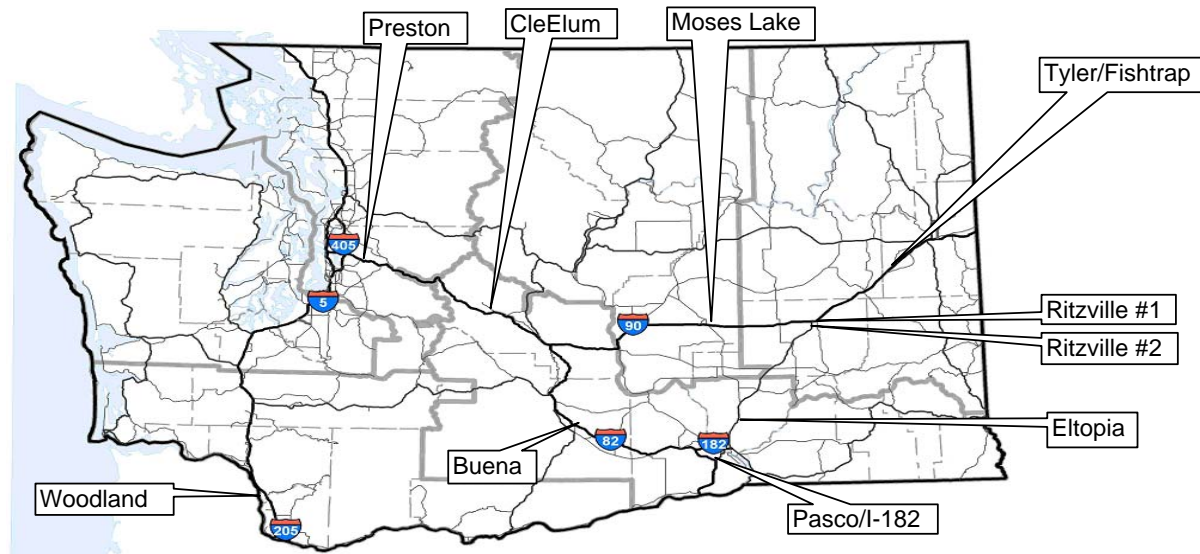 Preston
CleElum
Moses Lake
Tyler/Fishtrap
405
5
90
Ritzville #1
Ritzville #2
Eltopia
82
182
Buena
Woodland
205
Pasco/I-182